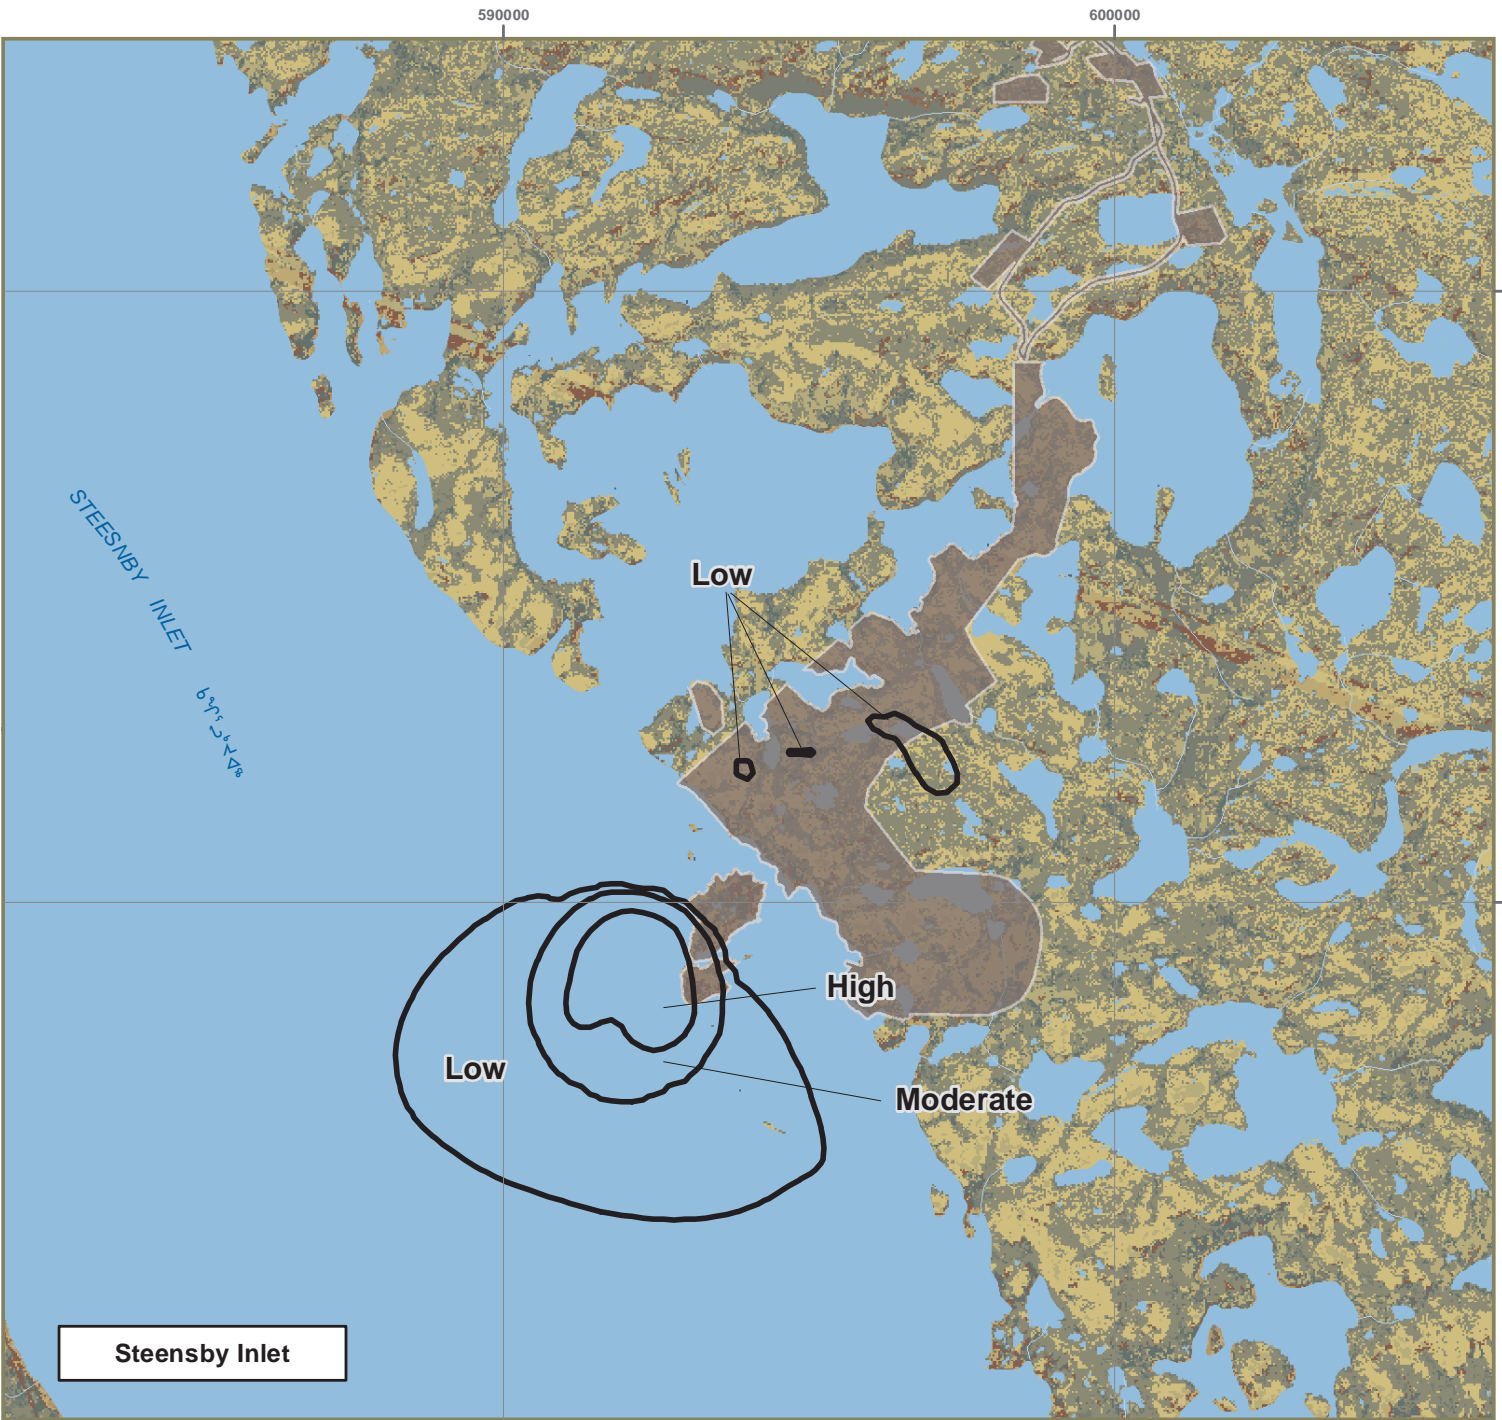 590000
600000
STEESNBY INLET
Low
High
Low
Moderate
Steensby Inlet